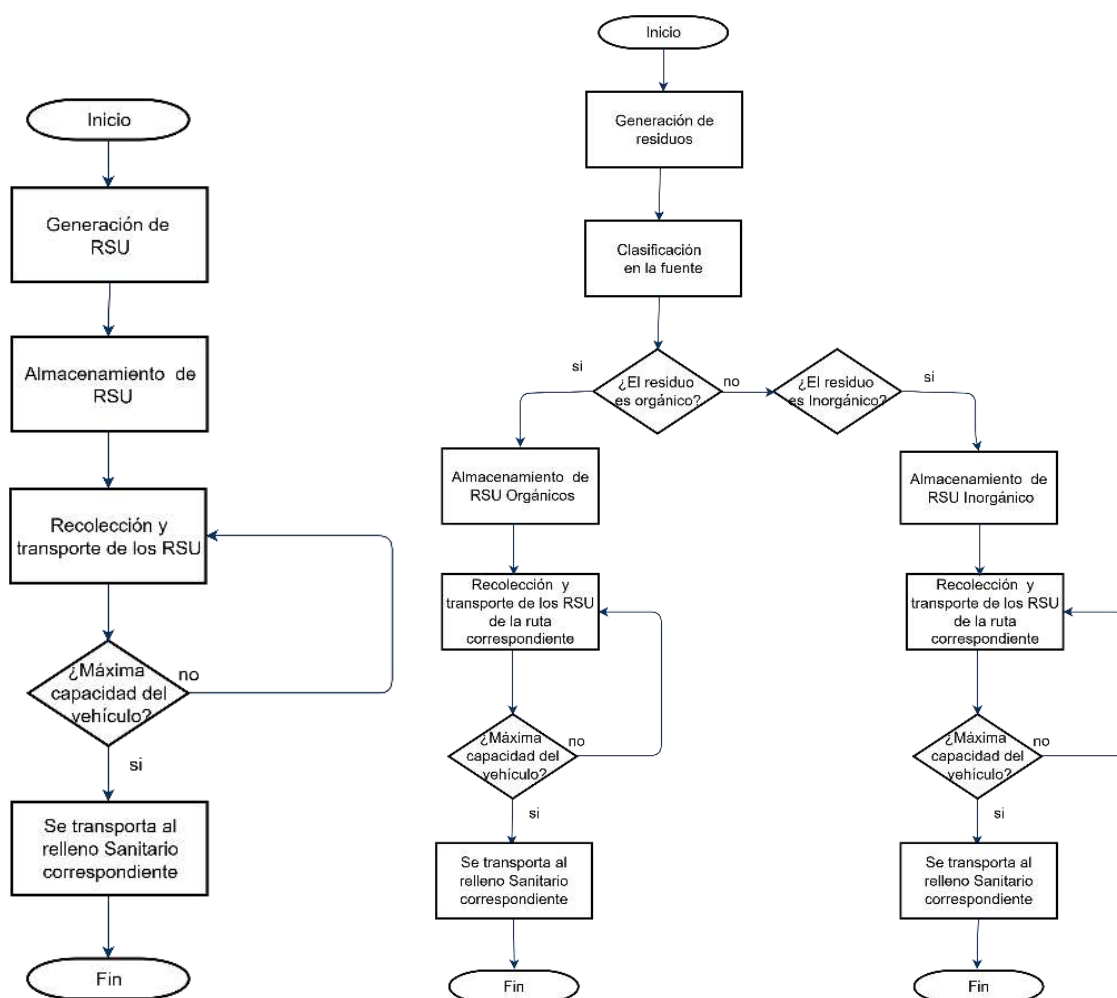 Inicio
Generación de
RSU
Almacenamiento de
RSU
Recolección y
transporte de los RSU
¿Máxima
capacidad del
vehículo?
no
si
Se transporta al
relleno Sanitario
correspondiente
Fin
Inicio
Generación de
residuos
Clasificación
en la fuente
si
¿El residuo
es orgánico?
no
¿El residuo
es Inorgánico?
si
Almacenamiento de
RSU Orgánicos
Recolección y
transporte de los RSU
de la ruta
correspondiente
¿Máxima
capacidad del
vehículo?
no
si
Se transporta al
relleno Sanitario
correspondiente
Fin
Almacenamiento de
RSU Inorgánico
Recolección y
transporte de los RSU
de la ruta
correspondiente
¿Máxima
capacidad del
vehículo?
no
si
Se transporta al
relleno Sanitario
correspondiente
Fin